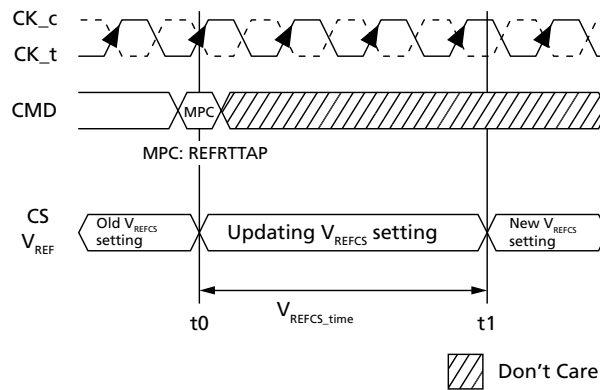 CK_c
CK_t
CMD
MPC
MPC: REFRTTAP
CS
VREF
Old VREFCS
setting
Updating VREFCS setting
New VREFCS
setting
VREFCS_time
t0
t1
Don't Care